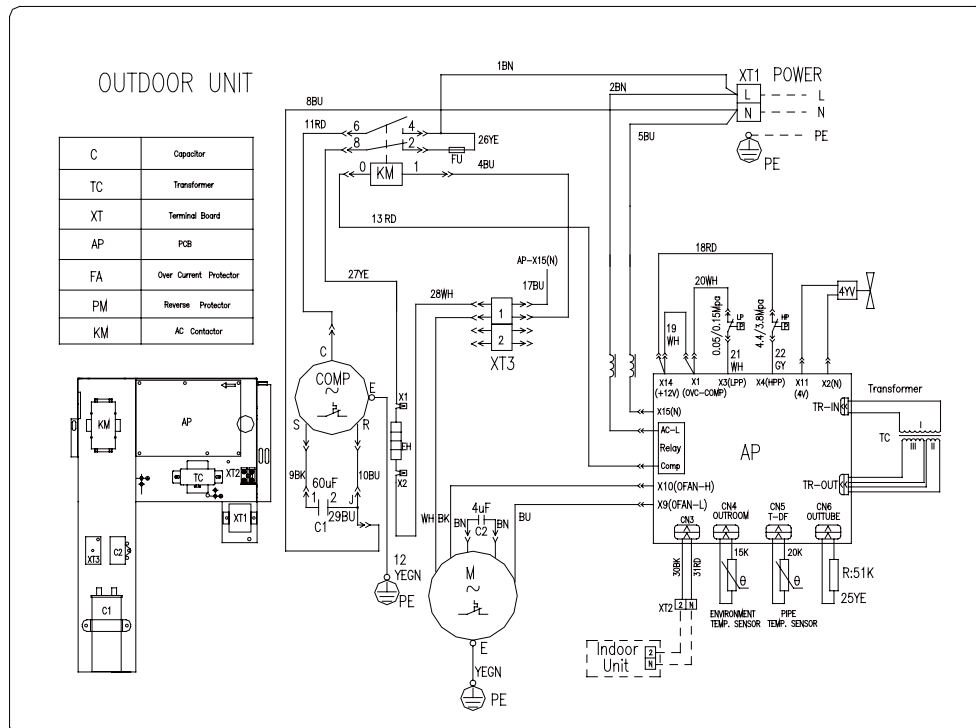 OUTDOOR UNIT
C Capacitor
TC Transformer
XT Terminal Board
AP PCB
FA Over Current Protector
PM Reverse Protector
KM AC Contactor
KM
AP
TC
XT2
XT1
XT3
C2
C1
1BN
2BN
8BU
XT1 POWER
L L
N N
PE
PE
5BU
11RD
6 4
8 2
26YE
FU
0 KM 1
4BU
13 RD
27YE
AP-X15(N)
28WH
17BU
1
2
XT3
C
COMP
~
E
S R
X1
EH
X2
9BK
10BU
60uF
1 2 J
C1
29BU
12
YEGN
PE
WH BK
4uF
BN C2 BN
BU
M
~
E
YEGN
PE
18RD
20WH
19
WH
0.05/0.15Mpa
LP
P
21
WH
4.4/3.8Mpa
HP
P
22
GY
4YV
X14 X1 X3(LPP) X4(HPP) X11 X2(N)
(+12V) (OVC-COMP) (4V)
X15(N)
AC-L
Relay
Comp
AP
X10(OFAN-H)
X9(OFAN-L)
TR-IN
TR-OUT
Transformer
TC
I
III II
CN3
CN4
OUTROOM
CN5
T-DF
CN6
OUTTUBE
30BK
31RD
15K
θ
20K
θ
R:51K
25YE
XT2 2 N
ENVIRONMENT
TEMP. SENSOR
PIPE
TEMP. SENSOR
Indoor
Unit
2
N